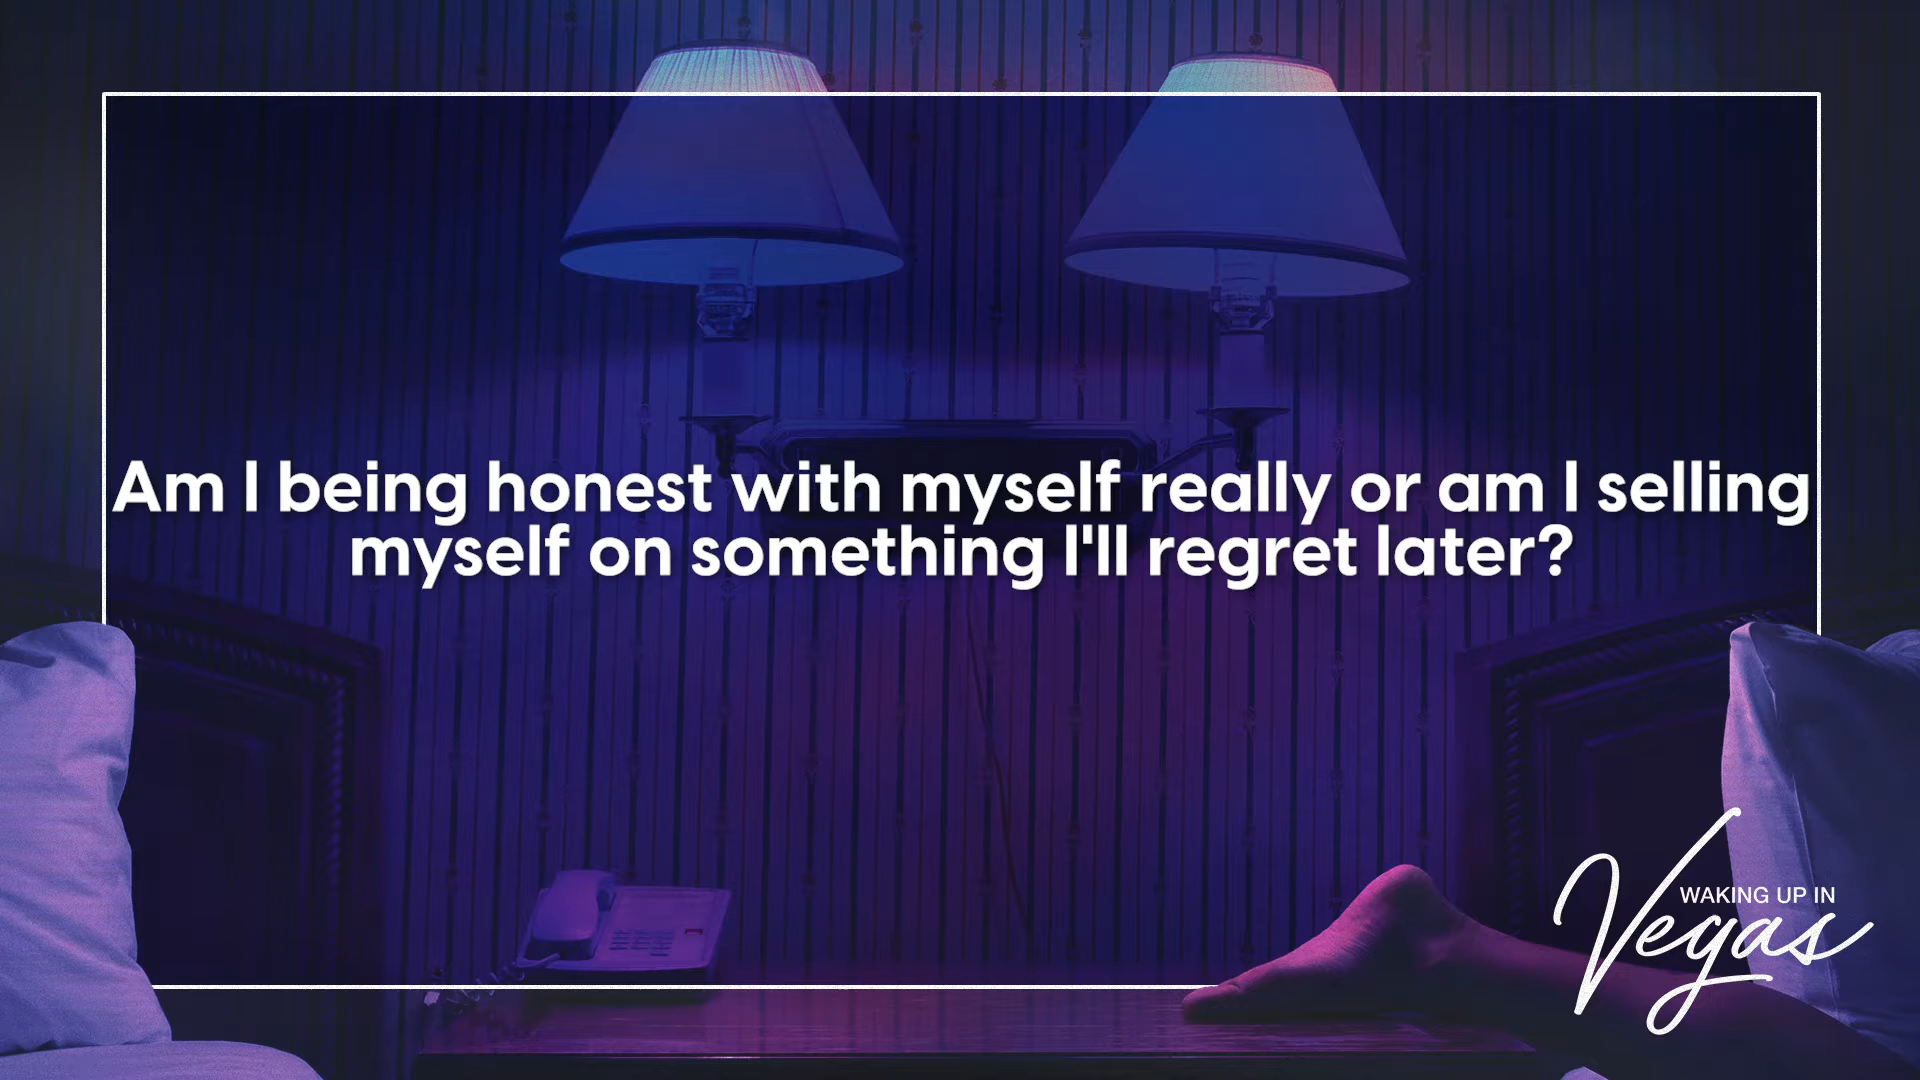 Am I being honest with myself really or am I selling
myself on something I'll regret later?
WAKING UP IN
Vegas